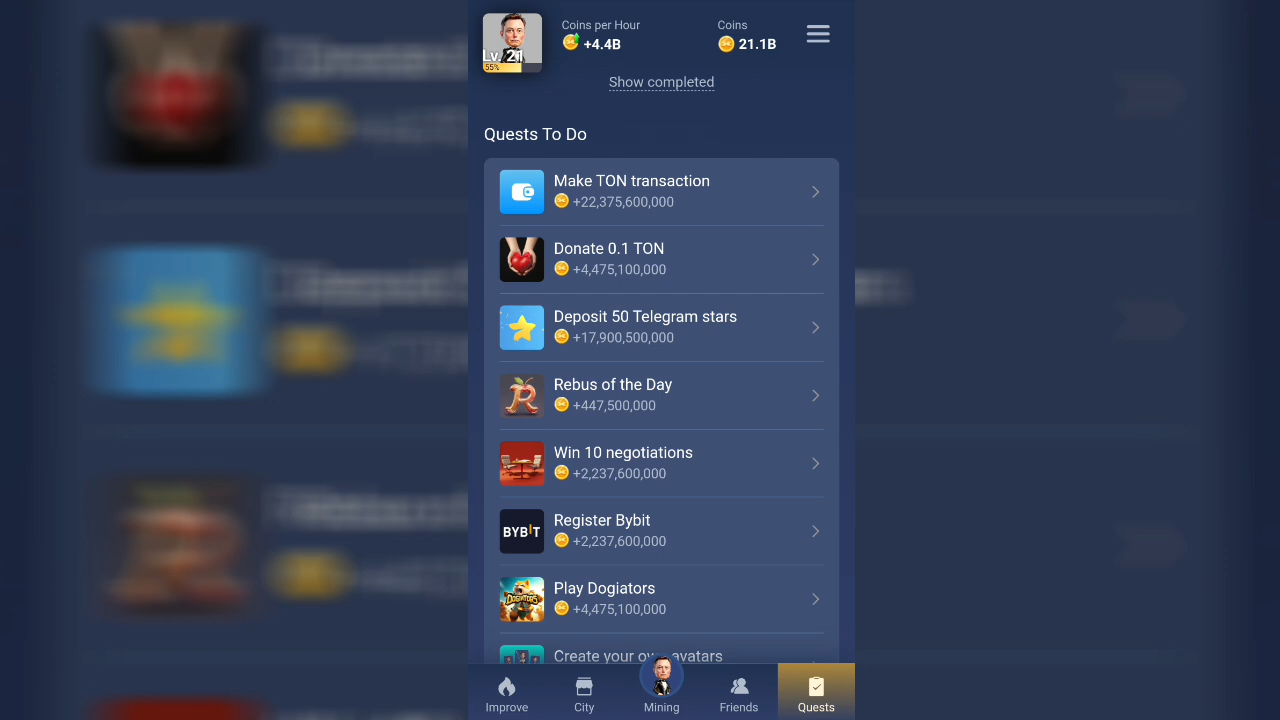 Coins per Hour
+4.4B
Coins
21.1B
Lv. 21
55%
Show completed
Quests To Do
Make TON transaction
+22,375,600,000
Donate 0.1 TON
+4,475,100,000
Deposit 50 Telegram stars
+17,900,500,000
Rebus of the Day
+447,500,000
Win 10 negotiations
+2,237,600,000
BYBIT
Register Bybit
+2,237,600,000
DOGIATORS
Play Dogiators
+4,475,100,000
Create your own avatars
Improve
City
Mining
Friends
Quests